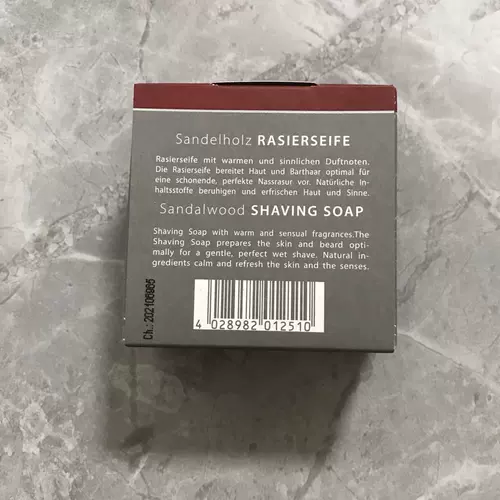 Sandelholz RASIERSEIFE
Rasierseife mit warmen und sinnlichen Duftnoten.
Die Rasierseife bereitet Haut und Barthaar optimal für
eine schonende, perfekte Nassrasur vor. Natürliche In-
haltsstoffe beruhigen und erfrischen Haut und Sinne.
Sandalwood SHAVING SOAP
Shaving Soap with warm and sensual fragrances.The
Shaving Soap prepares the skin and beard opti-
mally for a gentle, perfect wet shave. Natural in-
gredients calm and refresh the skin and the senses.
4 028982 012510
Ch.: 202106905